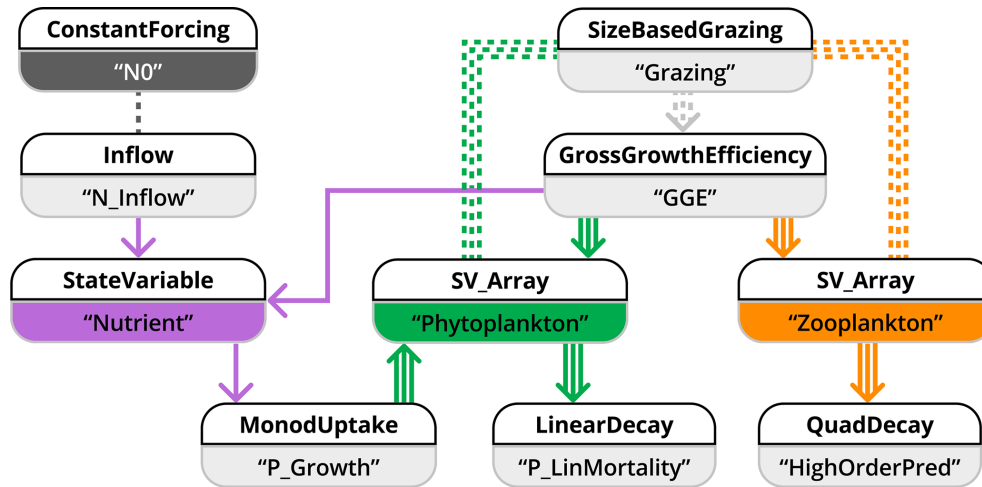 ConstantForcing
“N0”
SizeBasedGrazing
“Grazing”
Inflow
“N_Inflow”
GrossGrowthEfficiency
“GGE”
StateVariable
“Nutrient”
SV_Array
“Phytoplankton”
SV_Array
“Zooplankton”
MonodUptake
“P_Growth”
LinearDecay
“P_LinMortality”
QuadDecay
“HighOrderPred”